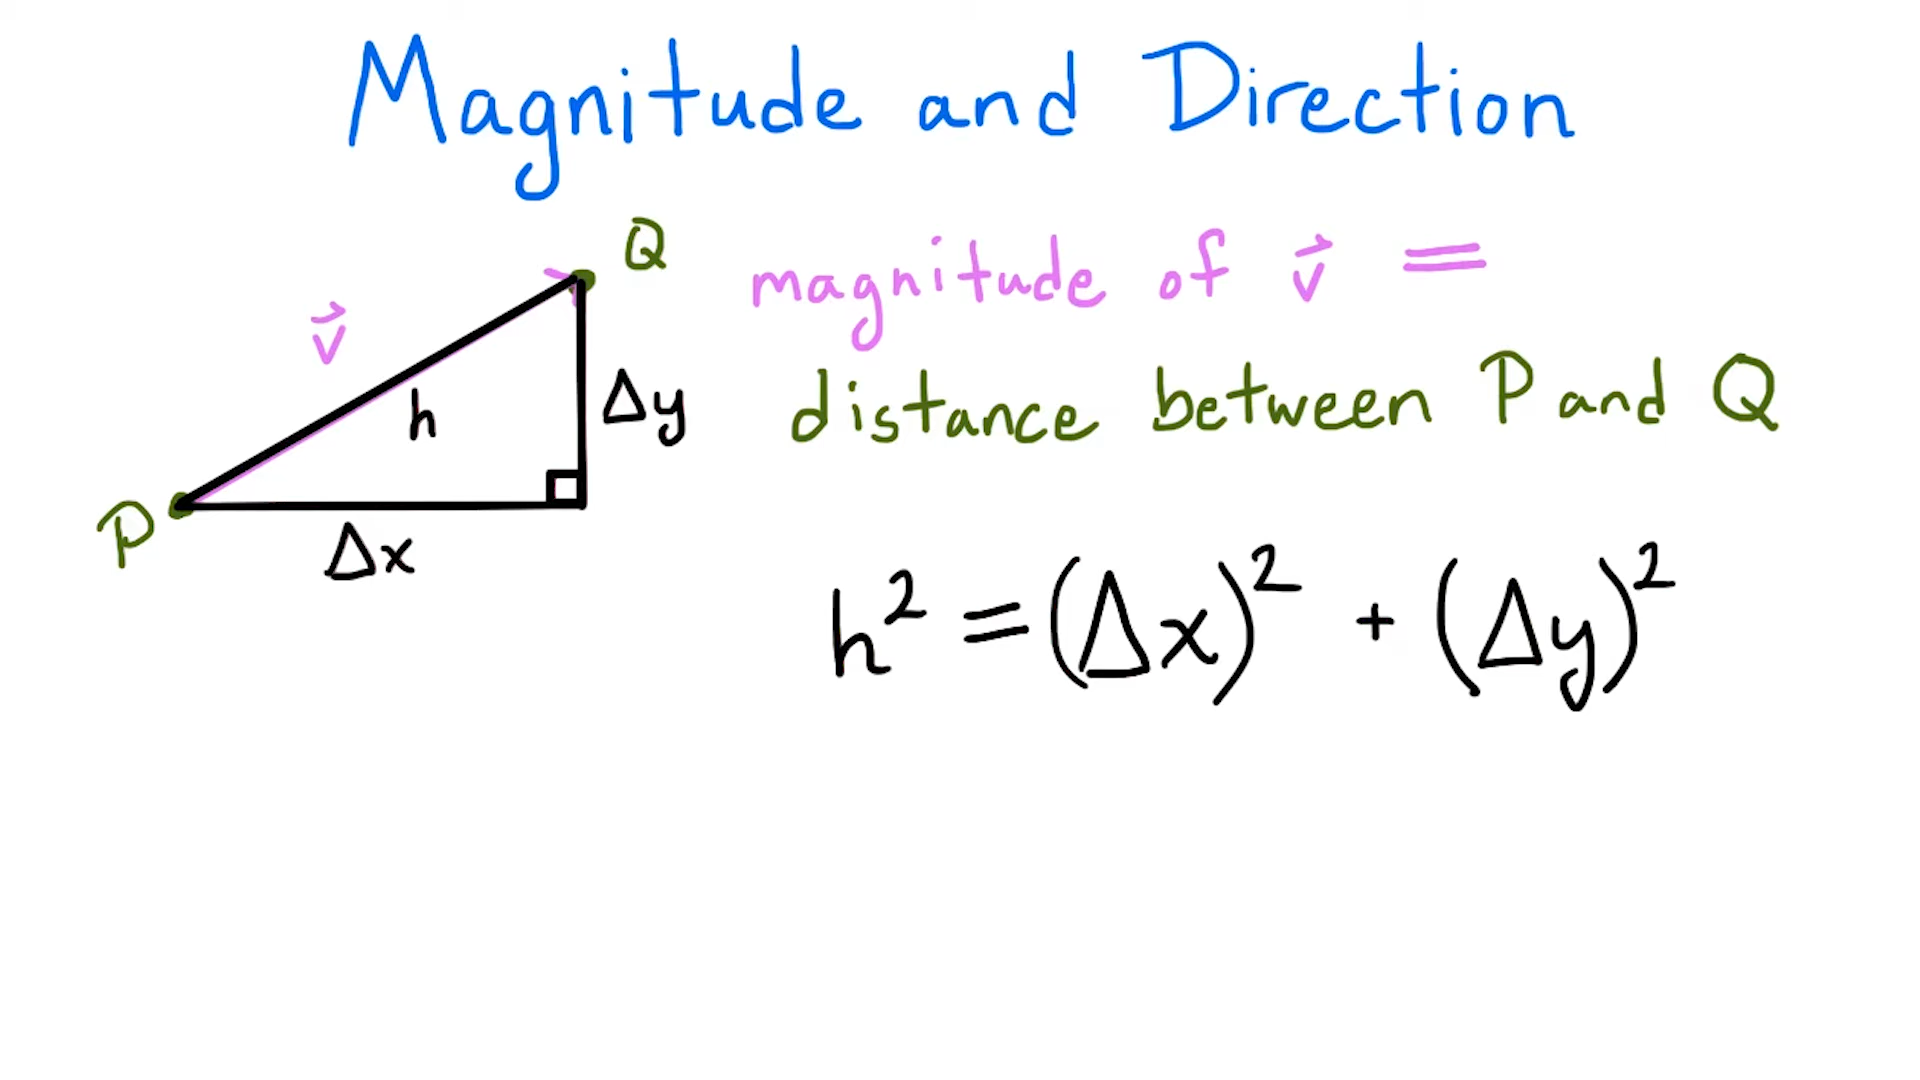 Magnitude and Direction
Q
magnitude of v⃗ =
v⃗
h
Δy
distance between P and Q
P
Δx
h² = (Δx)² + (Δy)²